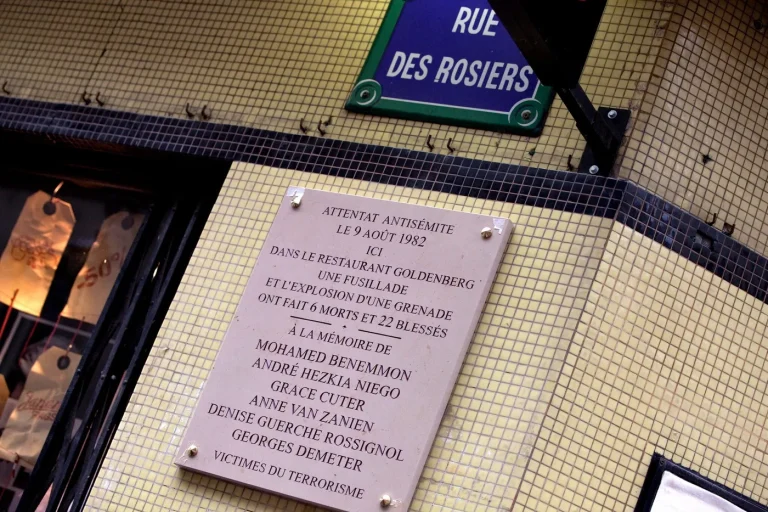 RUE
DES ROSIERS
ATTENTAT ANTISÉMITE
LE 9 AOÛT 1982
ICI
DANS LE RESTAURANT GOLDENBERG
UNE FUSILLADE
ET L'EXPLOSION D'UNE GRENADE
ONT FAIT 6 MORTS ET 22 BLESSÉS
À LA MÉMOIRE DE
MOHAMED BENEMMON
ANDRÉ HEZKIA NIEGO
GRACE CUTER
ANNE VAN ZANIEN
DENISE GUERCHE ROSSIGNOL
GEORGES DEMETER
VICTIMES DU TERRORISME